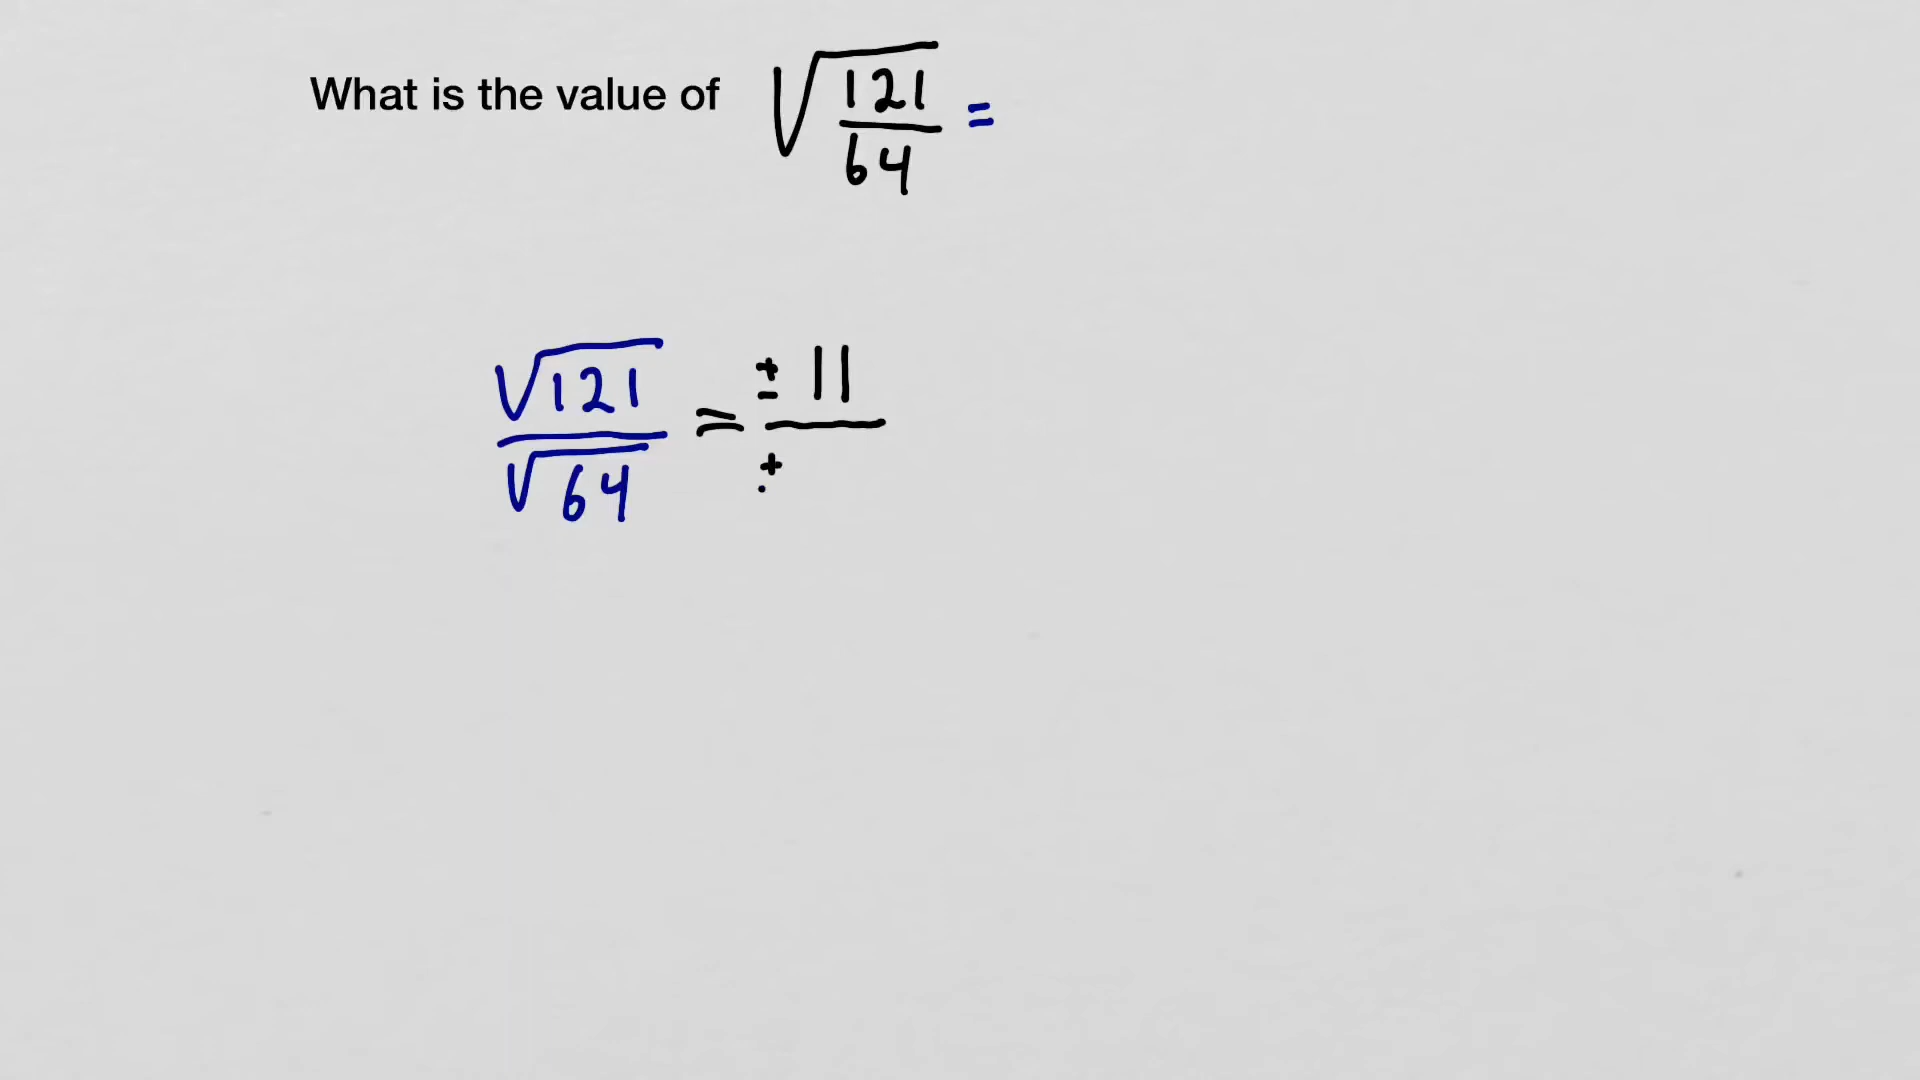 What is the value of √(121/64) =
√121/√64 = ± 11/+ .